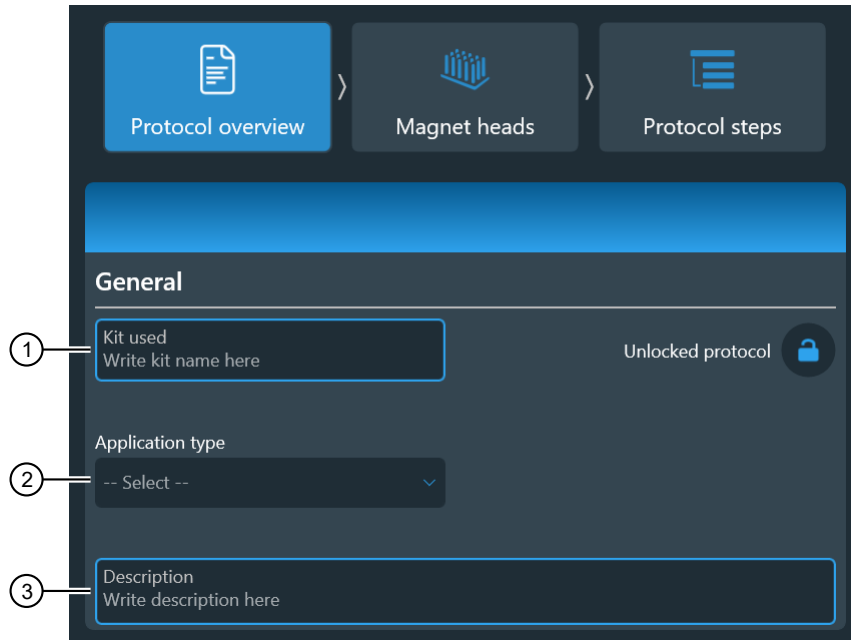 Protocol overview
Magnet heads
Protocol steps
General
1
Kit used
Write kit name here
Unlocked protocol
Application type
2
-- Select --
3
Description
Write description here